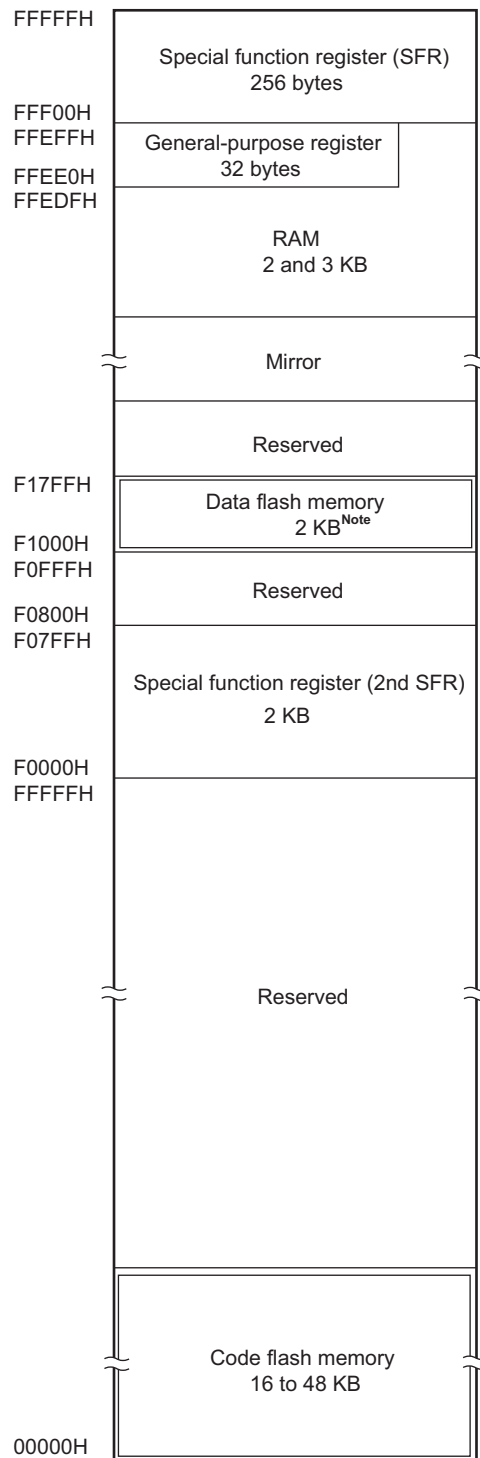 FFFFFH
Special function register (SFR)
256 bytes
FFF00H
FFEFFH
General-purpose register
32 bytes
FFEE0H
FFEDFH
RAM
2 and 3 KB
Mirror
Reserved
F17FFH
Data flash memory
2 KBNote
F1000H
F0FFFH
Reserved
F0800H
F07FFH
Special function register (2nd SFR)
2 KB
F0000H
FFFFFH
Reserved
Code flash memory
16 to 48 KB
00000H